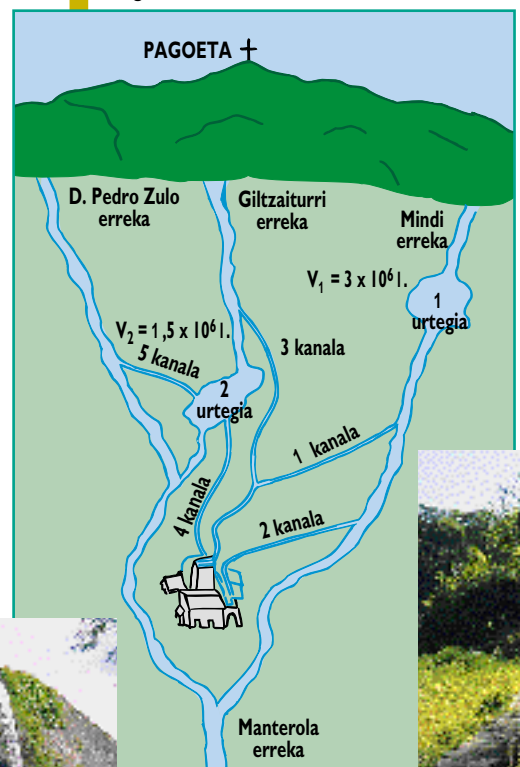 PAGOETA
D. Pedro Zulo
erreka
Giltzaiturri
erreka
Mindi
erreka
V₁ = 3 x 10⁶ l.
1
urtegia
V₂ = 1,5 x 10⁶ l.
5 kanala
3 kanala
2
urtegia
1 kanala
4 kanala
2 kanala
Manterola
erreka